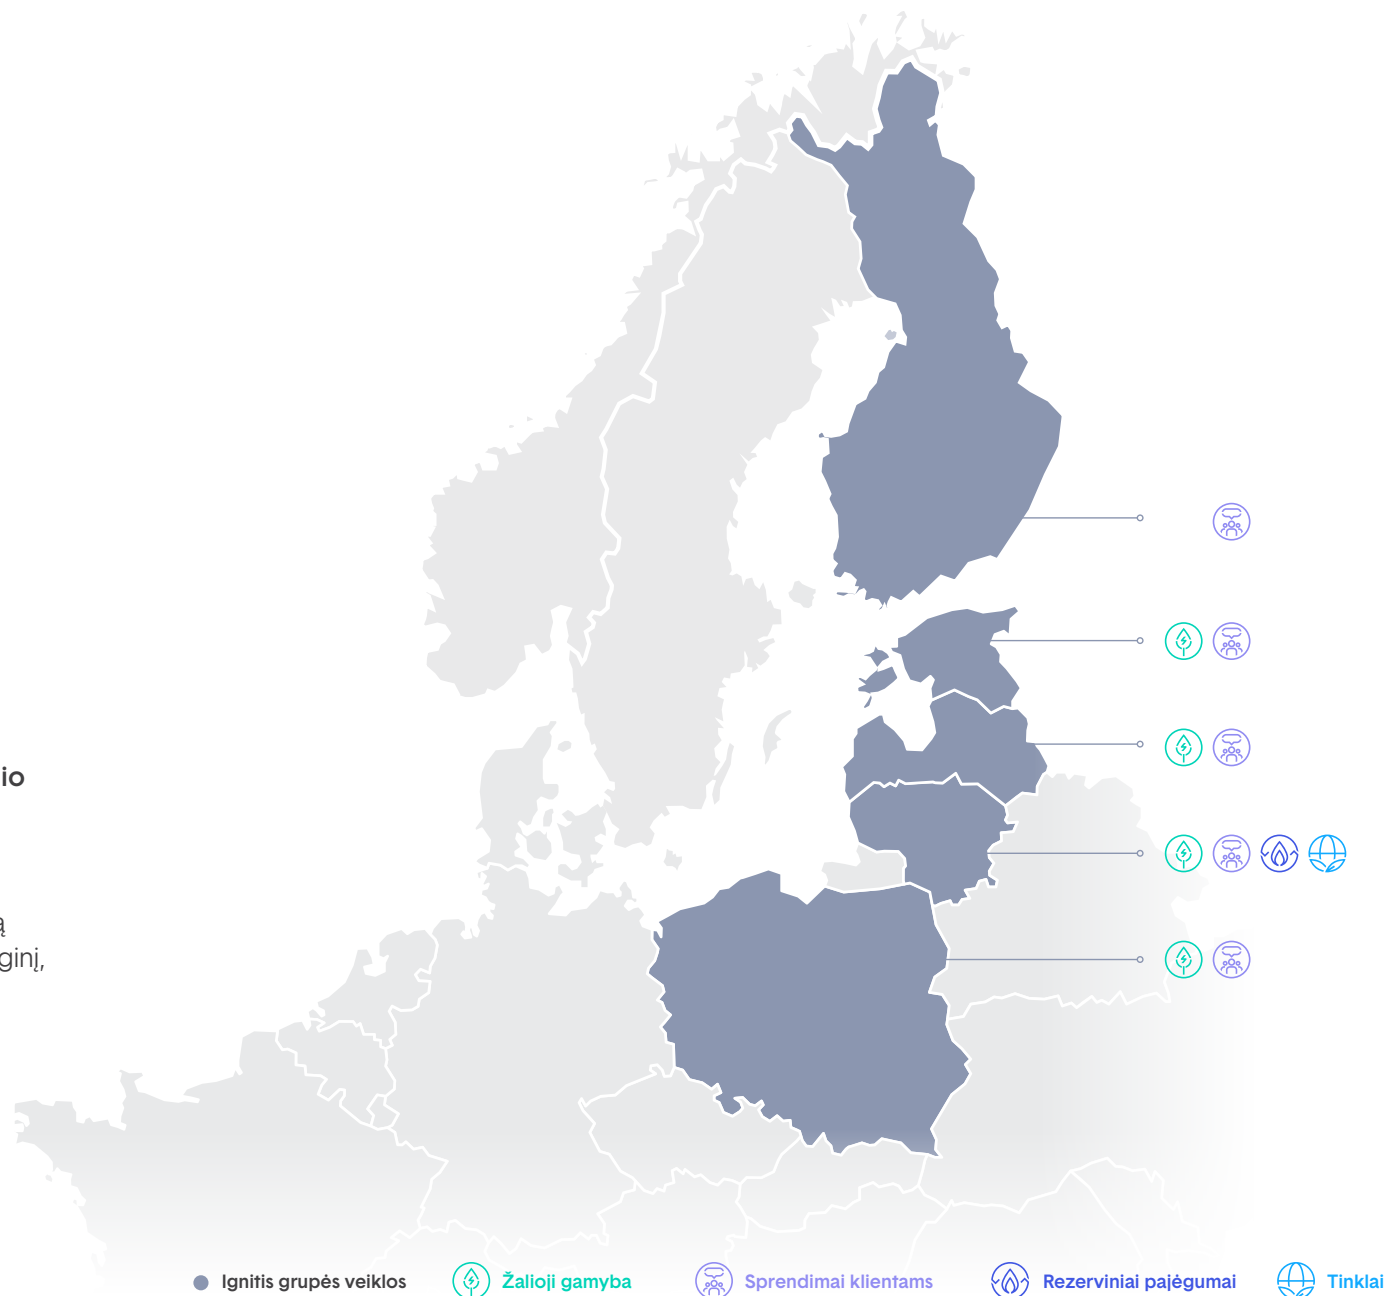 io
ą
ginį,
Ignitis grupės veiklos
Žalioji gamyba
Sprendimai klientams
Rezerviniai pajėgumai
Tinklai